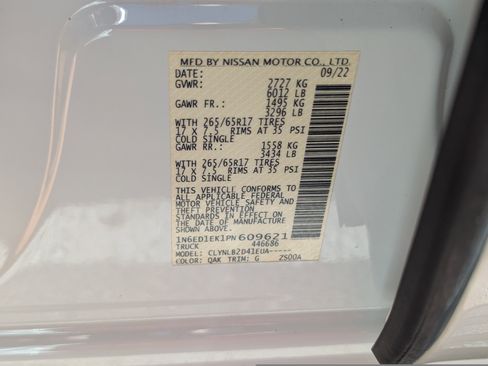 MFD BY NISSAN MOTOR CO., LTD.
DATE: 09/22
GVWR: 2727 KG
6012 LB
GAWR FR.: 1495 KG
3296 LB
WITH 265/65R17 TIRES
17 X 7.5 RIMS AT 35 PSI
COLD SINGLE
GAWR RR.: 1558 KG
3434 LB
WITH 265/65R17 TIRES
17 X 7.5 RIMS AT 35 PSI
COLD SINGLE
THIS VEHICLE CONFORMS TO
ALL APPLICABLE FEDERAL
MOTOR VEHICLE SAFETY AND
THEFT PREVENTION
STANDARDS IN EFFECT ON
THE DATE OF MANUFACTURE
SHOWN ABOVE.
1N6ED1EK1PN609621
TRUCK 446686
MODEL: CLYNLB2D41EUA-----
COLOR: QAK TRIM: G ZS00A